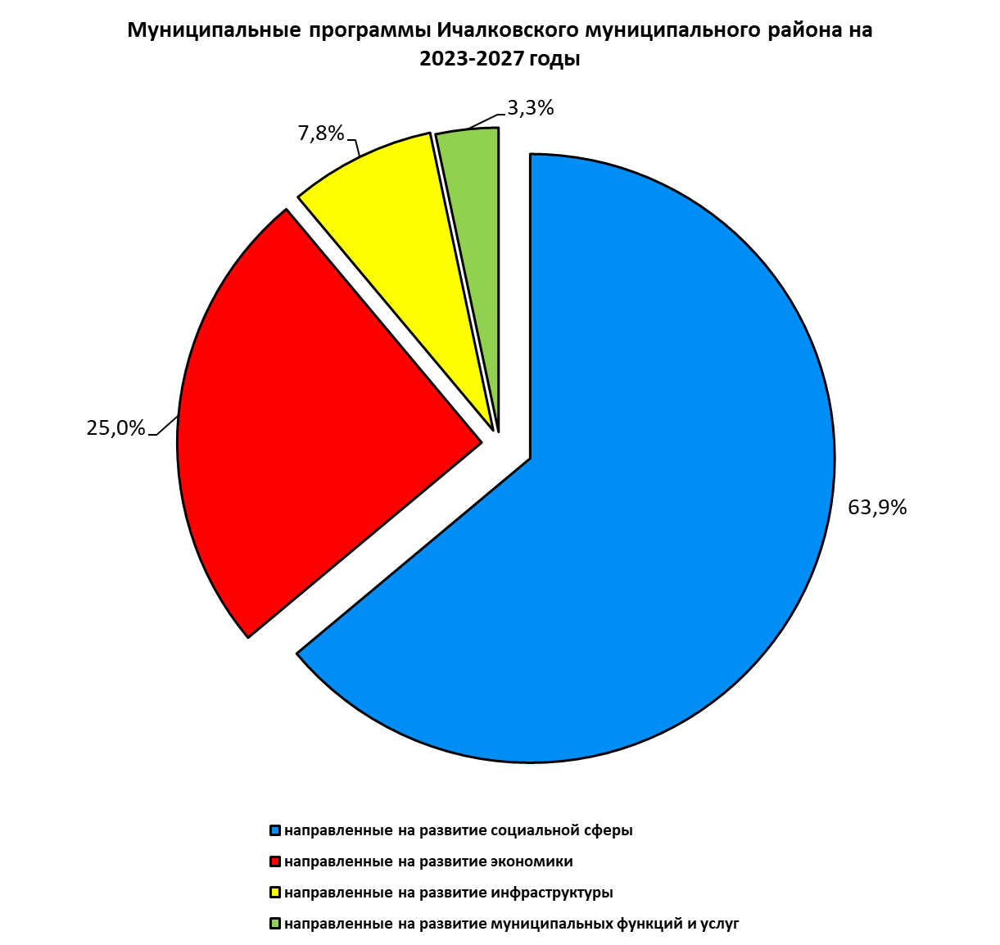 Муниципальные программы Ичалковского муниципального района на
2023-2027 годы
3,3%
7,8%
25,0%
63,9%
направленные на развитие социальной сферы
направленные на развитие экономики
направленные на развитие инфраструктуры
направленные на развитие муниципальных функций и услуг